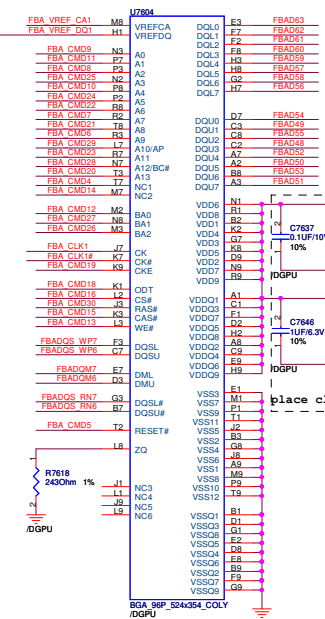 U7604
FBA_VREF_CA1 M8 VREFCA DQL0 E3 FBAD63
FBA_VREF_DQ1 H1 VREFDQ DQL1 F7 FBAD62
DQL2 F2 FBAD61
FBA_CMD9 N3 A0 DQL3 F8 FBAD60
FBA_CMD11 P7 A1 DQL4 H3 FBAD59
FBA_CMD8 P3 A2 DQL5 H8 FBAD57
FBA_CMD25 N2 A3 DQL6 G2 FBAD58
FBA_CMD10 P8 A4 DQL7 H7 FBAD56
FBA_CMD24 P2 A5
FBA_CMD22 R8 A6
FBA_CMD7 R2 A7 DQU0 D7 FBAD54
FBA_CMD21 T8 A8 DQU1 C3 FBAD49
FBA_CMD6 R3 A9 DQU2 C8 FBAD55
FBA_CMD29 L7 A10/AP DQU3 C2 FBAD48
FBA_CMD23 R7 A11 DQU4 A7 FBAD52
FBA_CMD28 N7 A12/BC# DQU5 A2 FBAD50
FBA_CMD20 T3 A13 DQU6 B8 FBAD53
FBA_CMD4 T7 NC1 DQU7 A3 FBAD51
FBA_CMD14 M7 NC2
VDD6 N1
FBA_CMD12 M2 BA0 VDD8 R1
FBA_CMD27 N8 BA1 VDD1 B2
FBA_CMD26 M3 BA2 VDD4 K2
VDD3 G7
FBA_CLK1 J7 CK VDD5 K8
FBA_CLK1# K7 CK# VDD2 D9
FBA_CMD19 K9 CKE VDD7 N9
VDD9 R9
FBA_CMD18 K1 ODT
FBA_CMD16 L2 CS# VDDQ1 A1
FBA_CMD30 J3 RAS# VDDQ3 C1
FBA_CMD15 K3 CAS# VDDQ7 F1
FBA_CMD13 L3 WE# VDDQ5 D2
VDDQ8 H2
FBADQS_WP7 F3 DQSL VDDQ2 A8
FBADQS_WP6 C7 DQSU VDDQ4 C9
VDDQ6 E9
FBADQM7 E7 DML VDDQ9 H9
FBADQM6 D3 DMU
VSS3 E1
FBADQS_RN7 G3 DQSL# VSS7 M1
FBADQS_RN6 B7 DQSU# VSS9 P1
VSS11 T1
FBA_CMD5 T2 RESET# VSS5 J2
VSS2 B3
L8 ZQ VSS4 G8
VSS6 J8
VSS1 A9
VSS8 M9
J1 NC3 VSS10 P9
L1 NC4 VSS12 T9
J9 NC5
L9 NC6 VSSQ1 B1
VSSQ3 D1
VSSQ8 G1
VSSQ5 E2
VSSQ4 D8
VSSQ6 E8
VSSQ2 B9
VSSQ7 F9
VSSQ9 G9
1
R7618
243Ohm 1%
2
/DGPU
2
C7637
0.1UF/10V
10%
/DGPU
2
C7646
1UF/6.3V
10%
/DGPU
BGA_96P_524x354_COLY
/DGPU